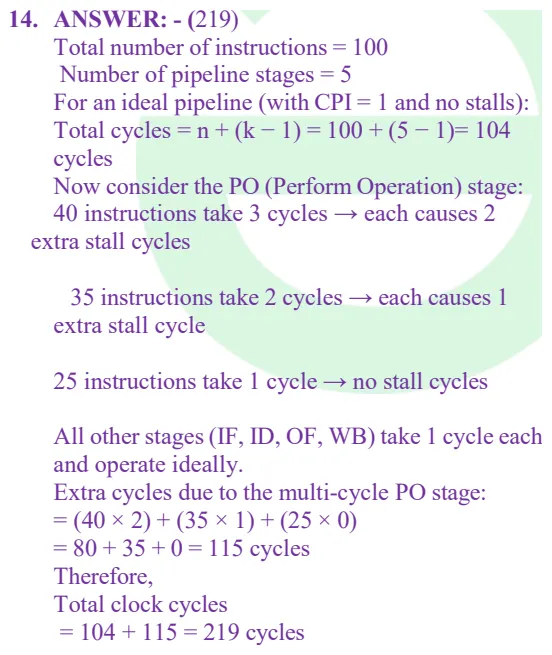 14. ANSWER: - (219)
Total number of instructions = 100
Number of pipeline stages = 5
For an ideal pipeline (with CPI = 1 and no stalls):
Total cycles = n + (k − 1) = 100 + (5 − 1)= 104
cycles
Now consider the PO (Perform Operation) stage:
40 instructions take 3 cycles → each causes 2
extra stall cycles
35 instructions take 2 cycles → each causes 1
extra stall cycle
25 instructions take 1 cycle → no stall cycles
All other stages (IF, ID, OF, WB) take 1 cycle each
and operate ideally.
Extra cycles due to the multi-cycle PO stage:
= (40 × 2) + (35 × 1) + (25 × 0)
= 80 + 35 + 0 = 115 cycles
Therefore,
Total clock cycles
= 104 + 115 = 219 cycles